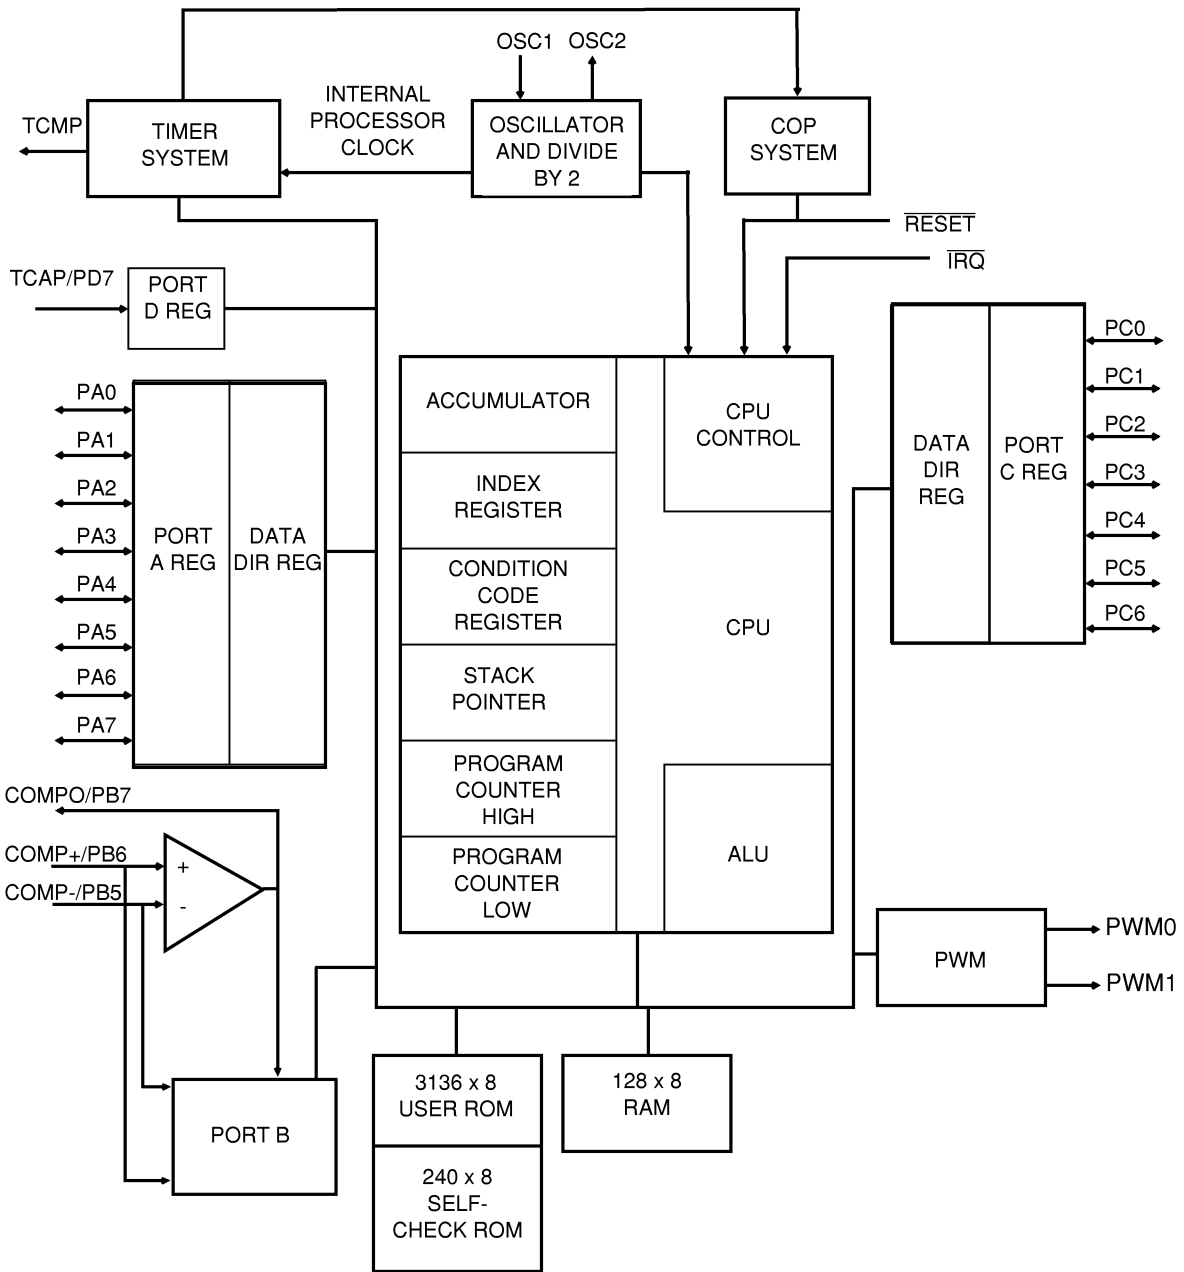 OSC1 OSC2
TCMP
TIMER
SYSTEM
INTERNAL
PROCESSOR
CLOCK
OSCILLATOR
AND DIVIDE
BY 2
COP
SYSTEM
RESET
IRQ
TCAP/PD7
PORT
D REG
PA0
PA1
PA2
PA3
PA4
PA5
PA6
PA7
PORT
A REG
DATA
DIR REG
ACCUMULATOR
INDEX
REGISTER
CONDITION
CODE
REGISTER
STACK
POINTER
PROGRAM
COUNTER
HIGH
PROGRAM
COUNTER
LOW
CPU
CONTROL
CPU
ALU
DATA
DIR
REG
PORT
C REG
PC0
PC1
PC2
PC3
PC4
PC5
PC6
COMPO/PB7
COMP+/PB6
COMP-/PB5
+
-
PORT B
PWM
PWM0
PWM1
3136 x 8
USER ROM
240 x 8
SELF-
CHECK ROM
128 x 8
RAM